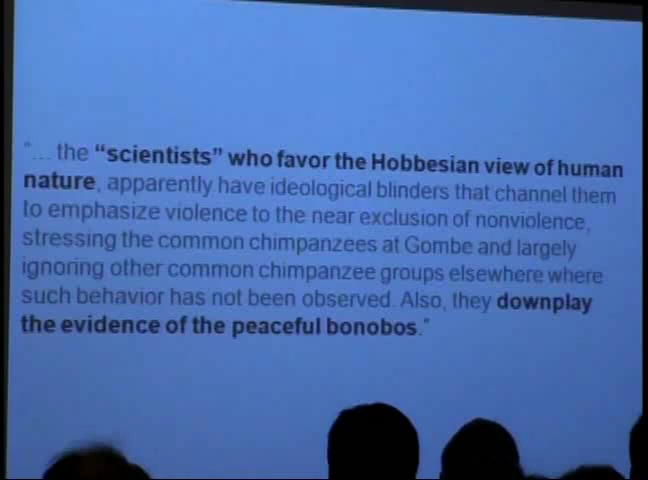 "... the “scientists” who favor the Hobbesian view of human
nature, apparently have ideological blinders that channel them
to emphasize violence to the near exclusion of nonviolence,
stressing the common chimpanzees at Gombe and largely
ignoring other common chimpanzee groups elsewhere where
such behavior has not been observed. Also, they downplay
the evidence of the peaceful bonobos."